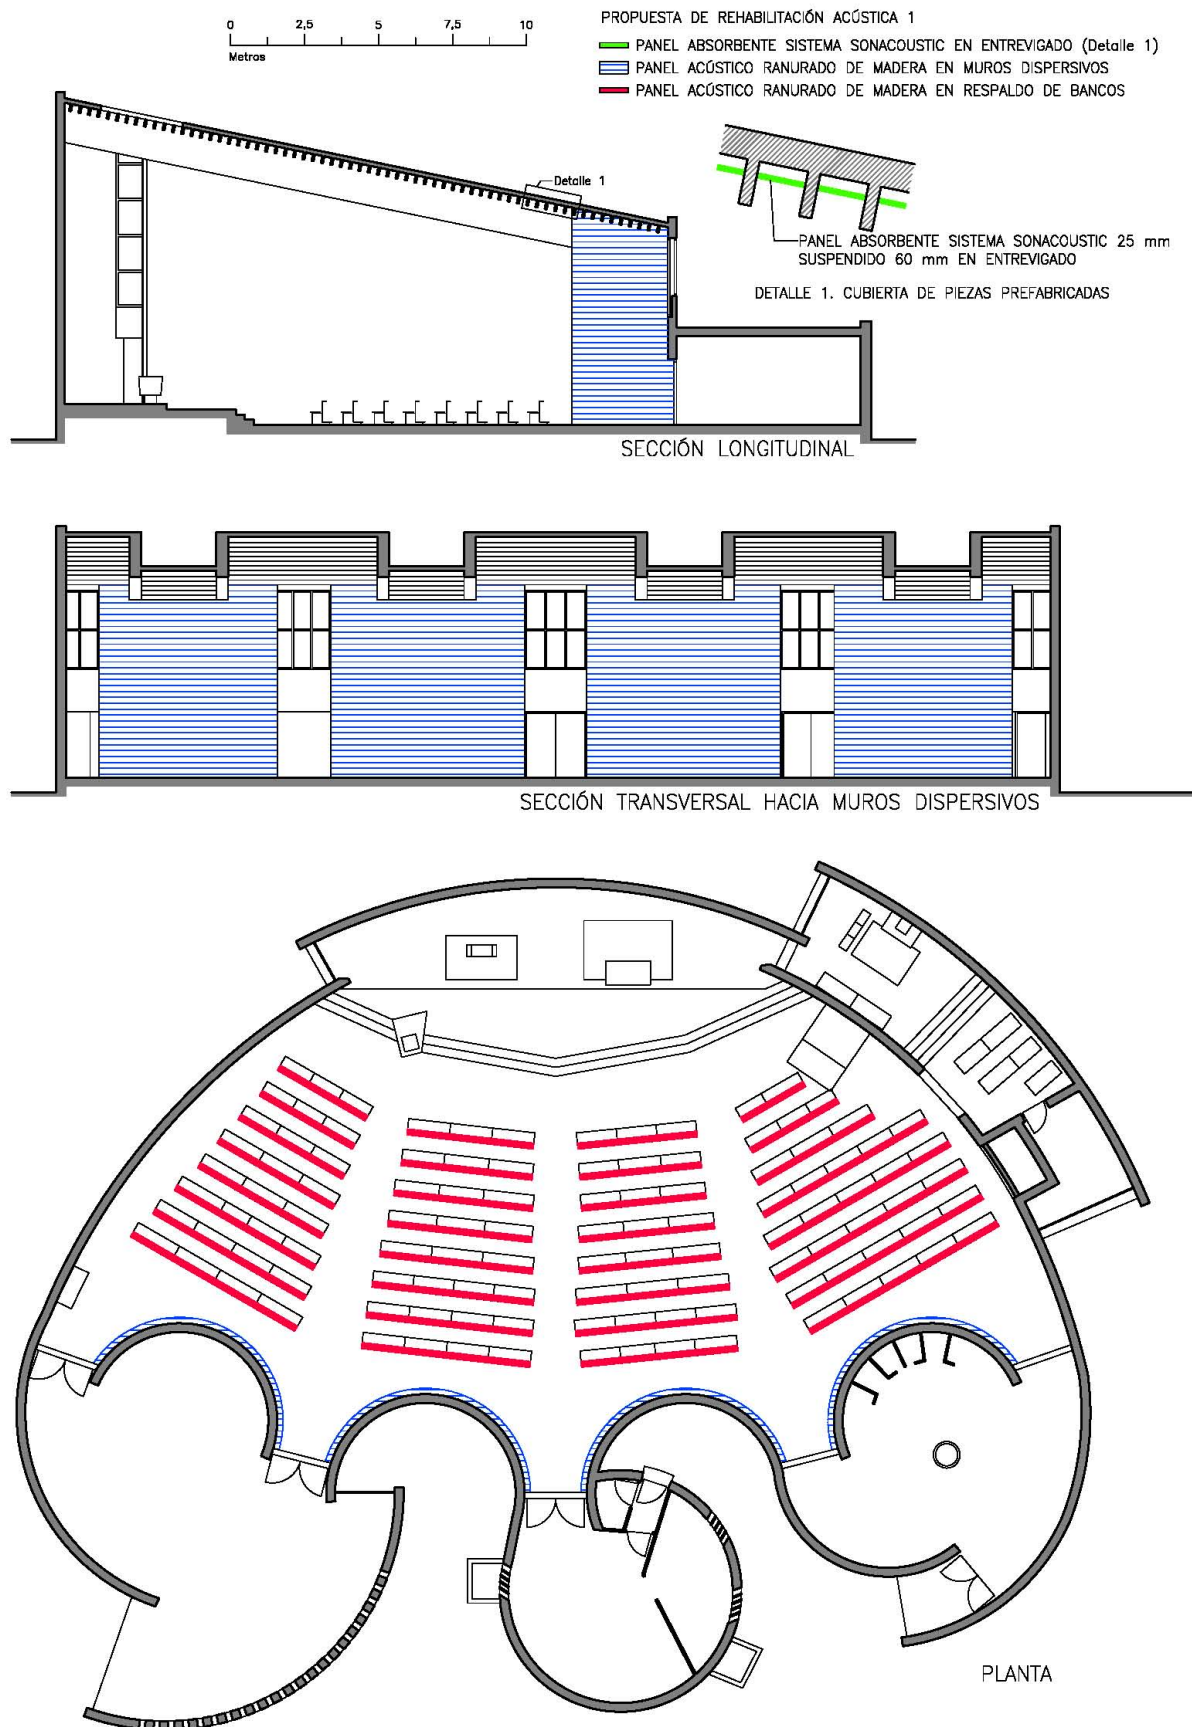 PROPUESTA DE REHABILITACIÓN ACÚSTICA 1
0 2,5 5 7,5 10
Metros
PANEL ABSORBENTE SISTEMA SONACOUSTIC EN ENTREVIGADO (Detalle 1)
PANEL ACÚSTICO RANURADO DE MADERA EN MUROS DISPERSIVOS
PANEL ACÚSTICO RANURADO DE MADERA EN RESPALDO DE BANCOS
Detalle 1
PANEL ABSORBENTE SISTEMA SONACOUSTIC 25 mm
SUSPENDIDO 60 mm EN ENTREVIGADO
DETALLE 1. CUBIERTA DE PIEZAS PREFABRICADAS
SECCIÓN LONGITUDINAL
SECCIÓN TRANSVERSAL HACIA MUROS DISPERSIVOS
PLANTA